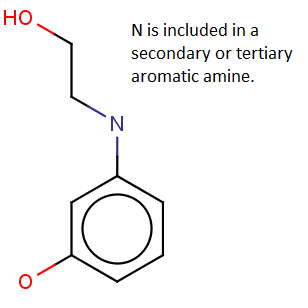 HO
N is included in a
secondary or tertiary
aromatic amine.
N
O